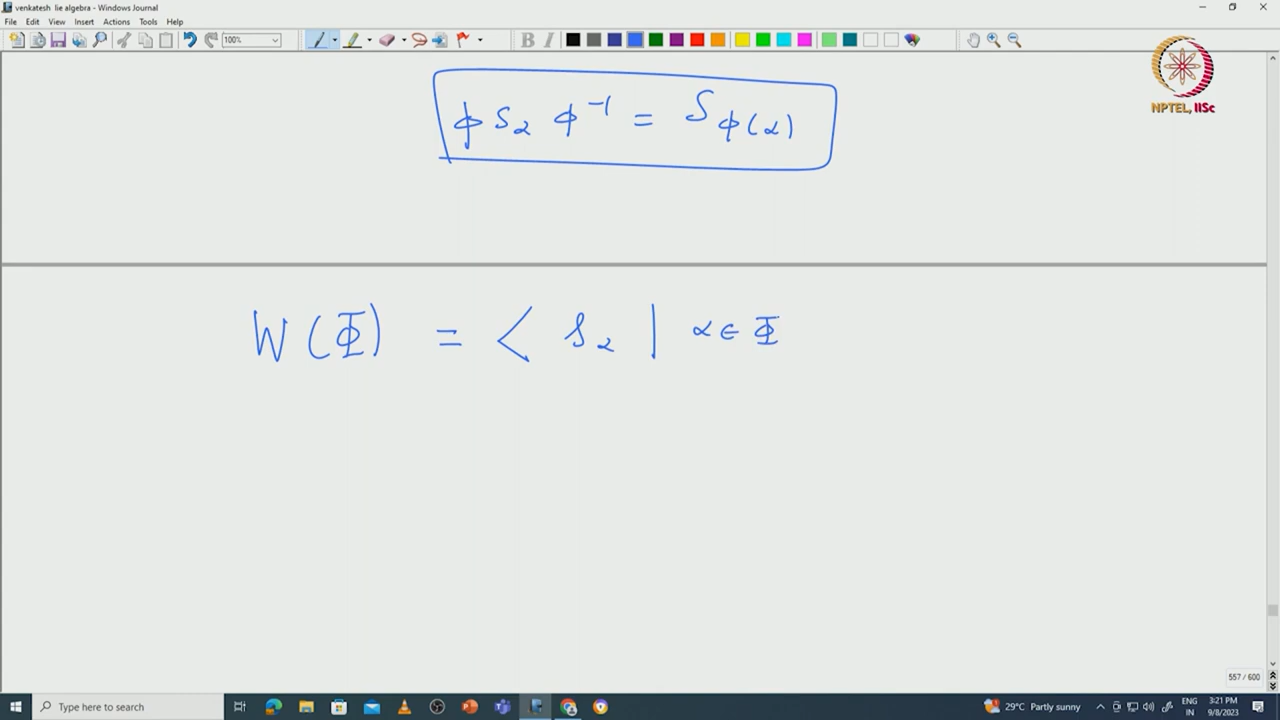 venkatesh lie algebra - Windows Journal
File Edit View Insert Actions Tools Help
100%
ϕ s_α ϕ^{-1} = S_{ϕ(α)}
NPTEL, IISc
W(Φ) = < s_α | α ∈ Φ
557 / 600
Type here to search
29°C Partly sunny
ENG
IN
3:21 PM
9/8/2023